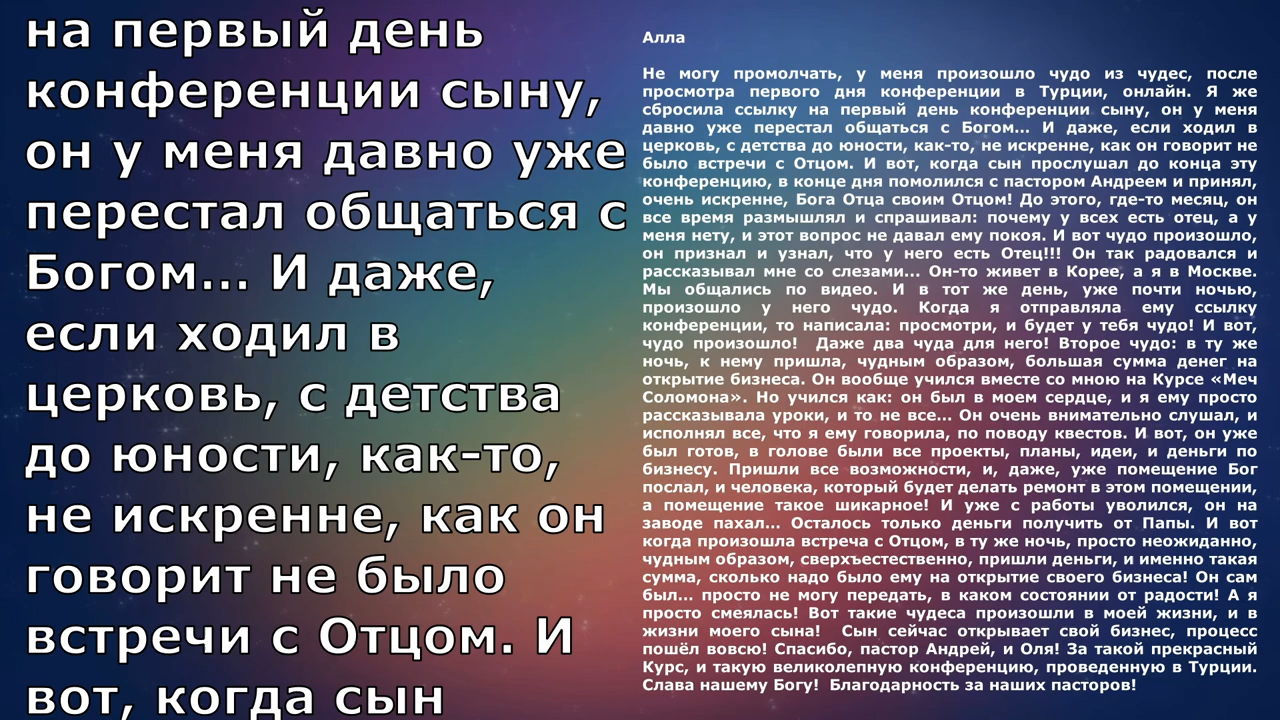 на первый день
конференции сыну,
он у меня давно уже
перестал общаться с
Богом... И даже,
если ходил в
церковь, с детства
до юности, как-то,
не искренне, как он
говорит не было
встречи с Отцом. И
вот, когда сын
Алла
Не могу промолчать, у меня произошло чудо из чудес, после
просмотра первого дня конференции в Турции, онлайн. Я же
сбросила ссылку на первый день конференции сыну, он у меня
давно уже перестал общаться с Богом... И даже, если ходил в
церковь, с детства до юности, как-то, не искренне, как он говорит не
было встречи с Отцом. И вот, когда сын прослушал до конца эту
конференцию, в конце дня помолился с пастором Андреем и принял,
очень искренне, Бога Отца своим Отцом! До этого, где-то месяц, он
все время размышлял и спрашивал: почему у всех есть отец, а у
меня нету, и этот вопрос не давал ему покоя. И вот чудо произошло,
он признал и узнал, что у него есть Отец!!! Он так радовался и
рассказывал мне со слезами... Он-то живет в Корее, а я в Москве.
Мы общались по видео. И в тот же день, уже почти ночью,
произошло у него чудо. Когда я отправляла ему ссылку
конференции, то написала: просмотри, и будет у тебя чудо! И вот,
чудо произошло!  Даже два чуда для него! Второе чудо: в ту же
ночь, к нему пришла, чудным образом, большая сумма денег на
открытие бизнеса. Он вообще учился вместе со мною на Курсе «Меч
Соломона». Но учился как: он был в моем сердце, и я ему просто
рассказывала уроки, и то не все... Он очень внимательно слушал, и
исполнял все, что я ему говорила, по поводу квестов. И вот, он уже
был готов, в голове были все проекты, планы, идеи, и деньги по
бизнесу. Пришли все возможности, и, даже, уже помещение Бог
послал, и человека, который будет делать ремонт в этом помещении,
а помещение такое шикарное! И уже с работы уволился, он на
заводе пахал... Осталось только деньги получить от Папы. И вот
когда произошла встреча с Отцом, в ту же ночь, просто неожиданно,
чудным образом, сверхъестественно, пришли деньги, и именно такая
сумма, сколько надо было ему на открытие своего бизнеса! Он сам
был... просто не могу передать, в каком состоянии от радости! А я
просто смеялась! Вот такие чудеса произошли в моей жизни, и в
жизни моего сына!  Сын сейчас открывает свой бизнес, процесс
пошёл вовсю! Спасибо, пастор Андрей, и Оля! За такой прекрасный
Курс, и такую великолепную конференцию, проведенную в Турции.
Слава нашему Богу!  Благодарность за наших пасторов!